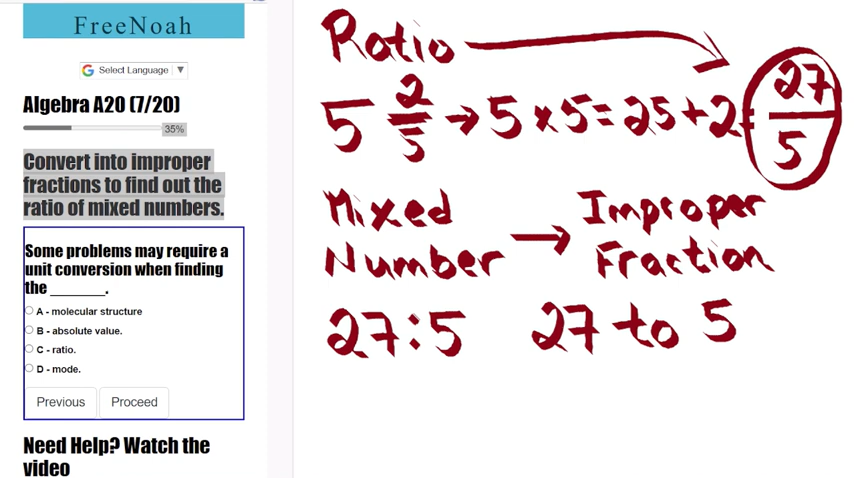 FreeNoah
Select Language ▼
Algebra A20 (7/20)
35%
Convert into improper
fractions to find out the
ratio of mixed numbers.
Some problems may require a
unit conversion when finding
the ______.
A - molecular structure
B - absolute value.
C - ratio.
D - mode.
Previous Proceed
Need Help? Watch the
video
Ratio →
5 2/5 → 5 × 5 = 25 + 2 = 27/5
Mixed → Improper
Number Fraction
27:5 27 to 5